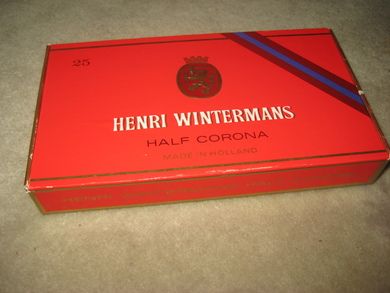 25
HENRI WINTERMANS
HALF CORONA
MADE IN HOLLAND